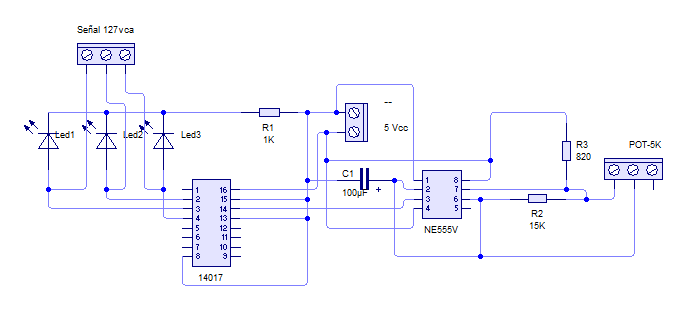 Señal 127vca
Led1
Led2
Led3
R1
1K
--
5 Vcc
C1
100µF
+
R3
820
POT-5K
R2
15K
NE555V
1
2
3
4
8
7
6
5
1
2
3
4
5
6
7
8
16
15
14
13
12
11
10
9
14017